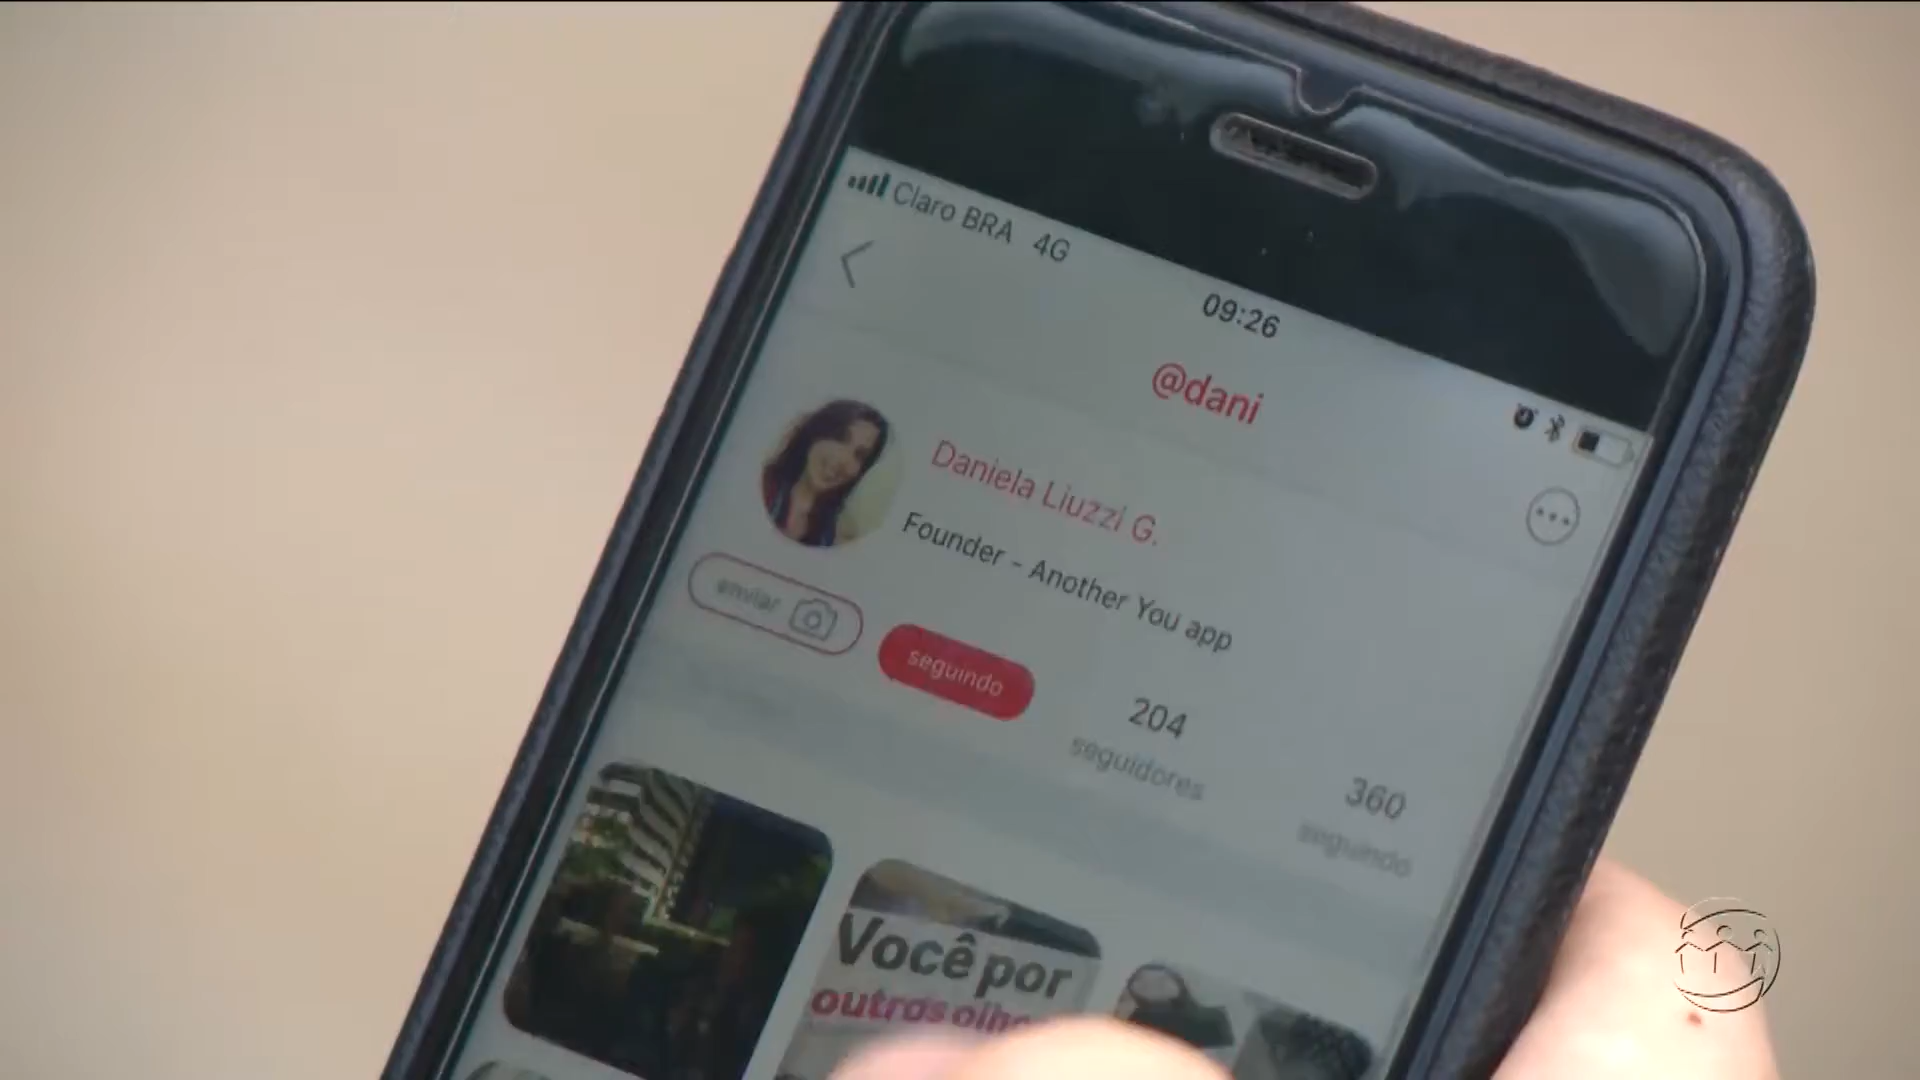 Claro BRA 4G
09:26
@dani
Daniela Liuzzi G.
Founder - Another You app
enviar
seguindo
204
seguidores
360
seguindo
Você por
outros